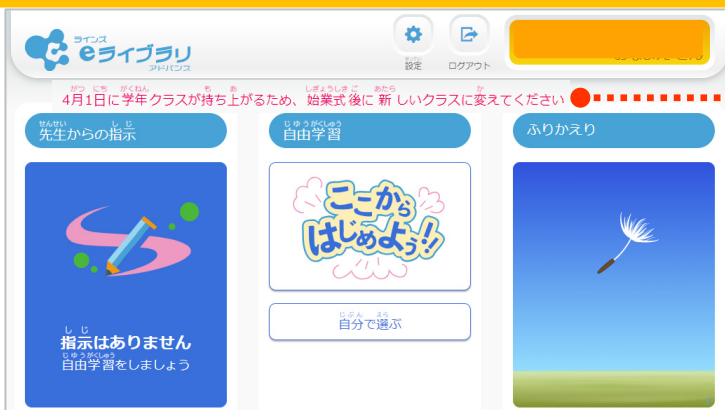 ラインズ
eライブラリ
アドバンス
設定
ログアウト
4月1日に学年クラスが持ち上がるため、始業式後に新しいクラスに変えてください
先生からの指示
自由学習
ふりかえり
ここから
はじめよう!!
指示はありません
自由学習をしましょう
自分で選ぶ